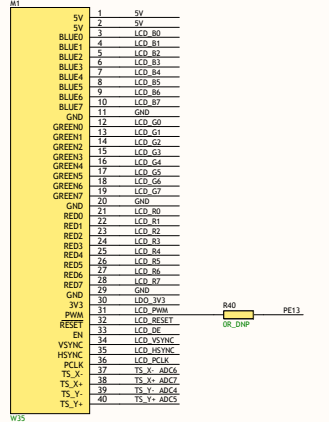 M1
5V 1 5V
5V 2 5V
BLUE0 3 LCD_B0
BLUE1 4 LCD_B1
BLUE2 5 LCD_B2
BLUE3 6 LCD_B3
BLUE4 7 LCD_B4
BLUE5 8 LCD_B5
BLUE6 9 LCD_B6
BLUE7 10 LCD_B7
GND 11 GND
GREEN0 12 LCD_G0
GREEN1 13 LCD_G1
GREEN2 14 LCD_G2
GREEN3 15 LCD_G3
GREEN4 16 LCD_G4
GREEN5 17 LCD_G5
GREEN6 18 LCD_G6
GREEN7 19 LCD_G7
GND 20 GND
RED0 21 LCD_R0
RED1 22 LCD_R1
RED2 23 LCD_R2
RED3 24 LCD_R3
RED4 25 LCD_R4
RED5 26 LCD_R5
RED6 27 LCD_R6
RED7 28 LCD_R7
GND 29 GND
3V3 30 LDO_3V3
PWM 31 LCD_PWM R40 PE13
RESET 32 LCD_RESET 0R_DNP
EN 33 LCD_DE
VSYNC 34 LCD_VSYNC
HSYNC 35 LCD_HSYNC
PCLK 36 LCD_PCLK
TS_X- 37 TS_X- ADC6
TS_X+ 38 TS_X+ ADC7
TS_Y- 39 TS_Y- ADC4
TS_Y+ 40 TS_Y+ ADC5
W35